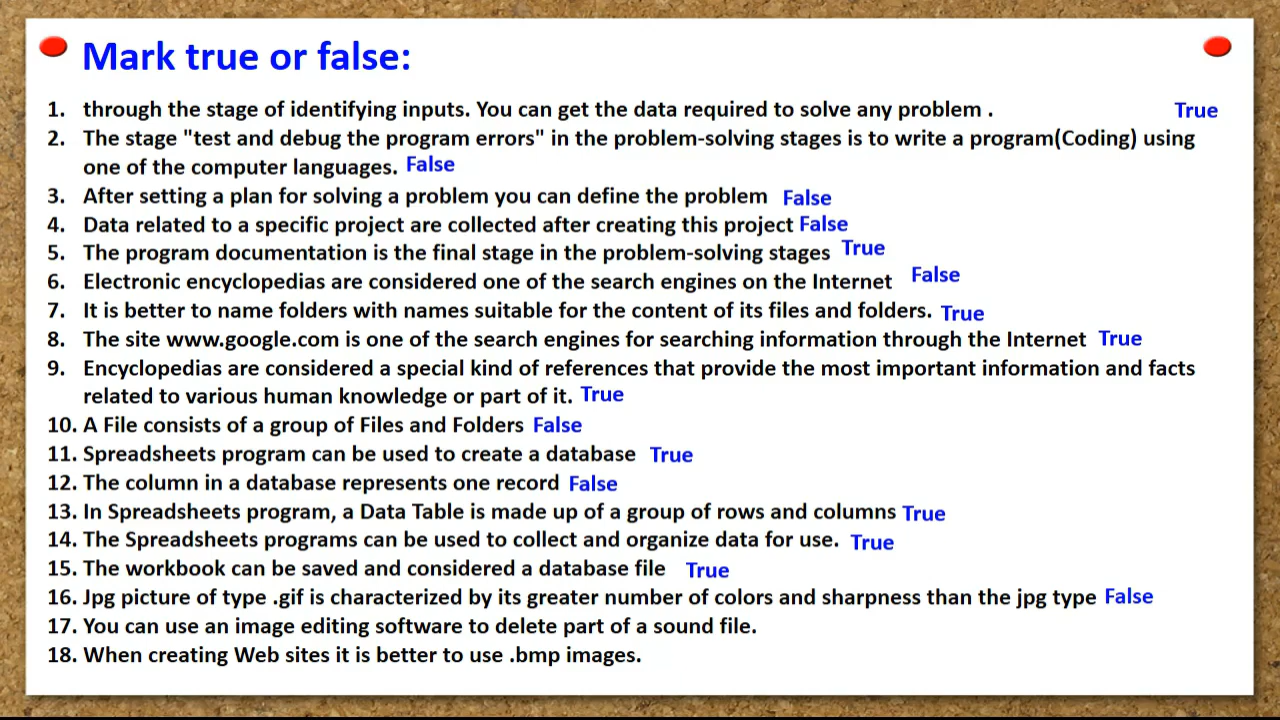 Mark true or false:
1. through the stage of identifying inputs. You can get the data required to solve any problem . True
2. The stage "test and debug the program errors" in the problem-solving stages is to write a program(Coding) using
one of the computer languages. False
3. After setting a plan for solving a problem you can define the problem False
4. Data related to a specific project are collected after creating this project False
5. The program documentation is the final stage in the problem-solving stages True
6. Electronic encyclopedias are considered one of the search engines on the Internet False
7. It is better to name folders with names suitable for the content of its files and folders. True
8. The site www.google.com is one of the search engines for searching information through the Internet True
9. Encyclopedias are considered a special kind of references that provide the most important information and facts
related to various human knowledge or part of it. True
10. A File consists of a group of Files and Folders False
11. Spreadsheets program can be used to create a database True
12. The column in a database represents one record False
13. In Spreadsheets program, a Data Table is made up of a group of rows and columns True
14. The Spreadsheets programs can be used to collect and organize data for use. True
15. The workbook can be saved and considered a database file True
16. Jpg picture of type .gif is characterized by its greater number of colors and sharpness than the jpg type False
17. You can use an image editing software to delete part of a sound file.
18. When creating Web sites it is better to use .bmp images.